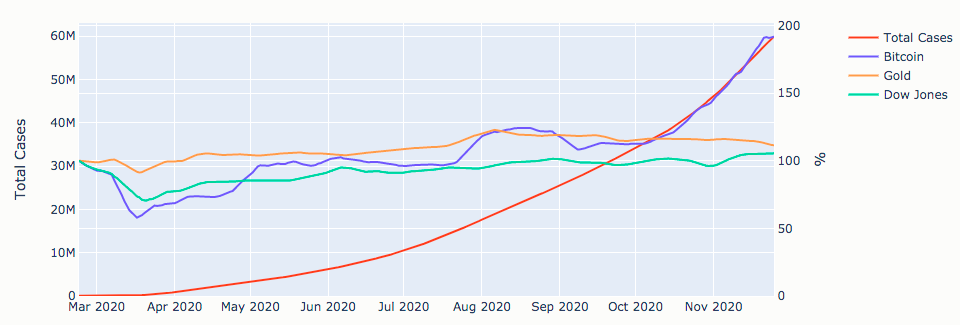 Total Cases
60M
50M
40M
30M
20M
10M
0
200
150
100
50
0
%
Mar 2020 Apr 2020 May 2020 Jun 2020 Jul 2020 Aug 2020 Sep 2020 Oct 2020 Nov 2020
Total Cases
Bitcoin
Gold
Dow Jones